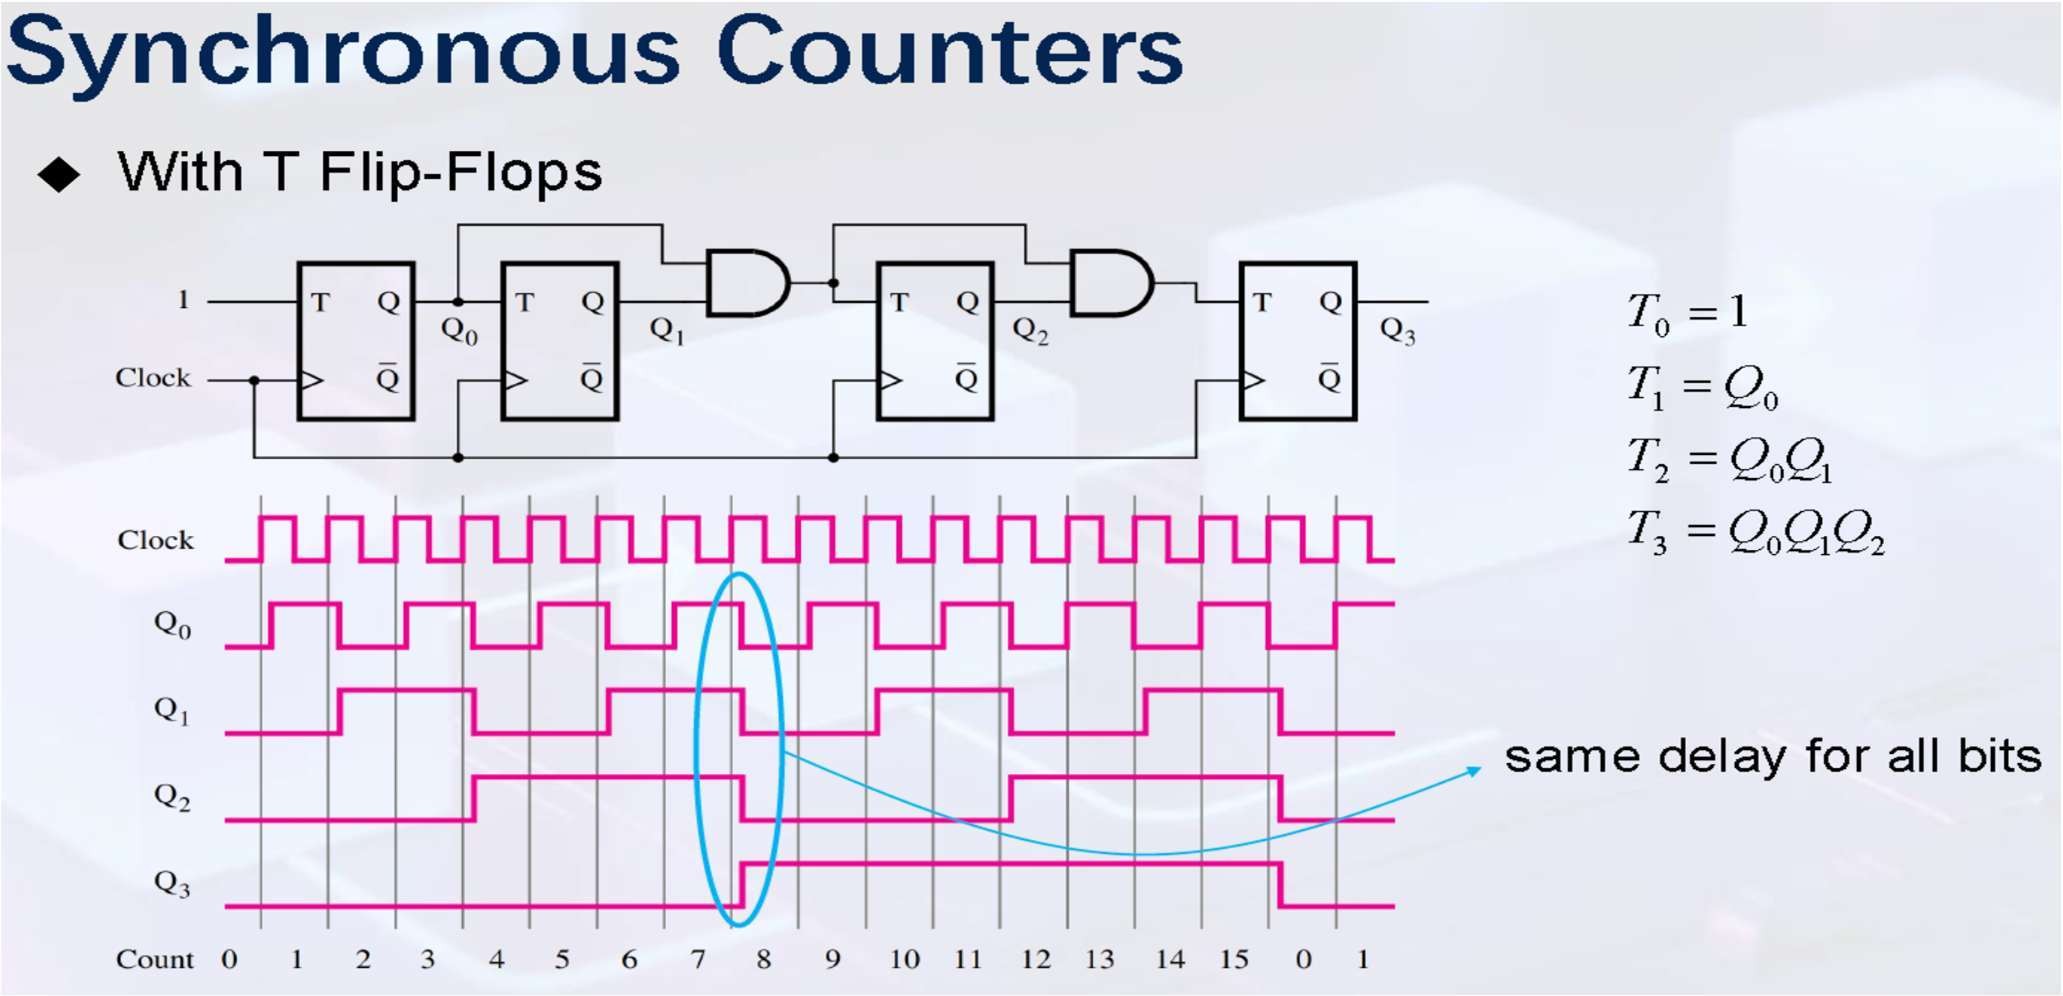 Synchronous Counters
◆ With T Flip-Flops
1 T Q Q₀ T Q Q₁ T Q Q₂ T Q Q₃
Clock Q̅ Q̅ Q̅ Q̅
T₀ = 1
T₁ = Q₀
T₂ = Q₀Q₁
T₃ = Q₀Q₁Q₂
Clock
Q₀
Q₁
same delay for all bits
Q₂
Q₃
Count 0 1 2 3 4 5 6 7 8 9 10 11 12 13 14 15 0 1